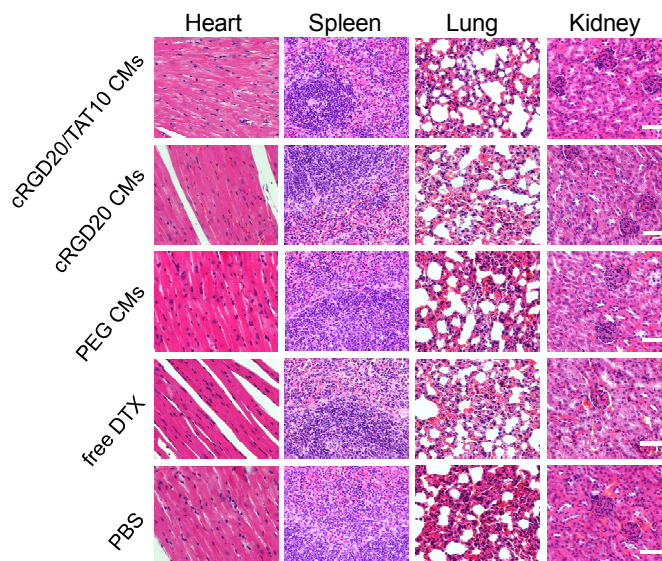 Heart Spleen Lung Kidney
cRGD20/TAT10 CMs
cRGD20 CMs
PEG CMs
free DTX
PBS